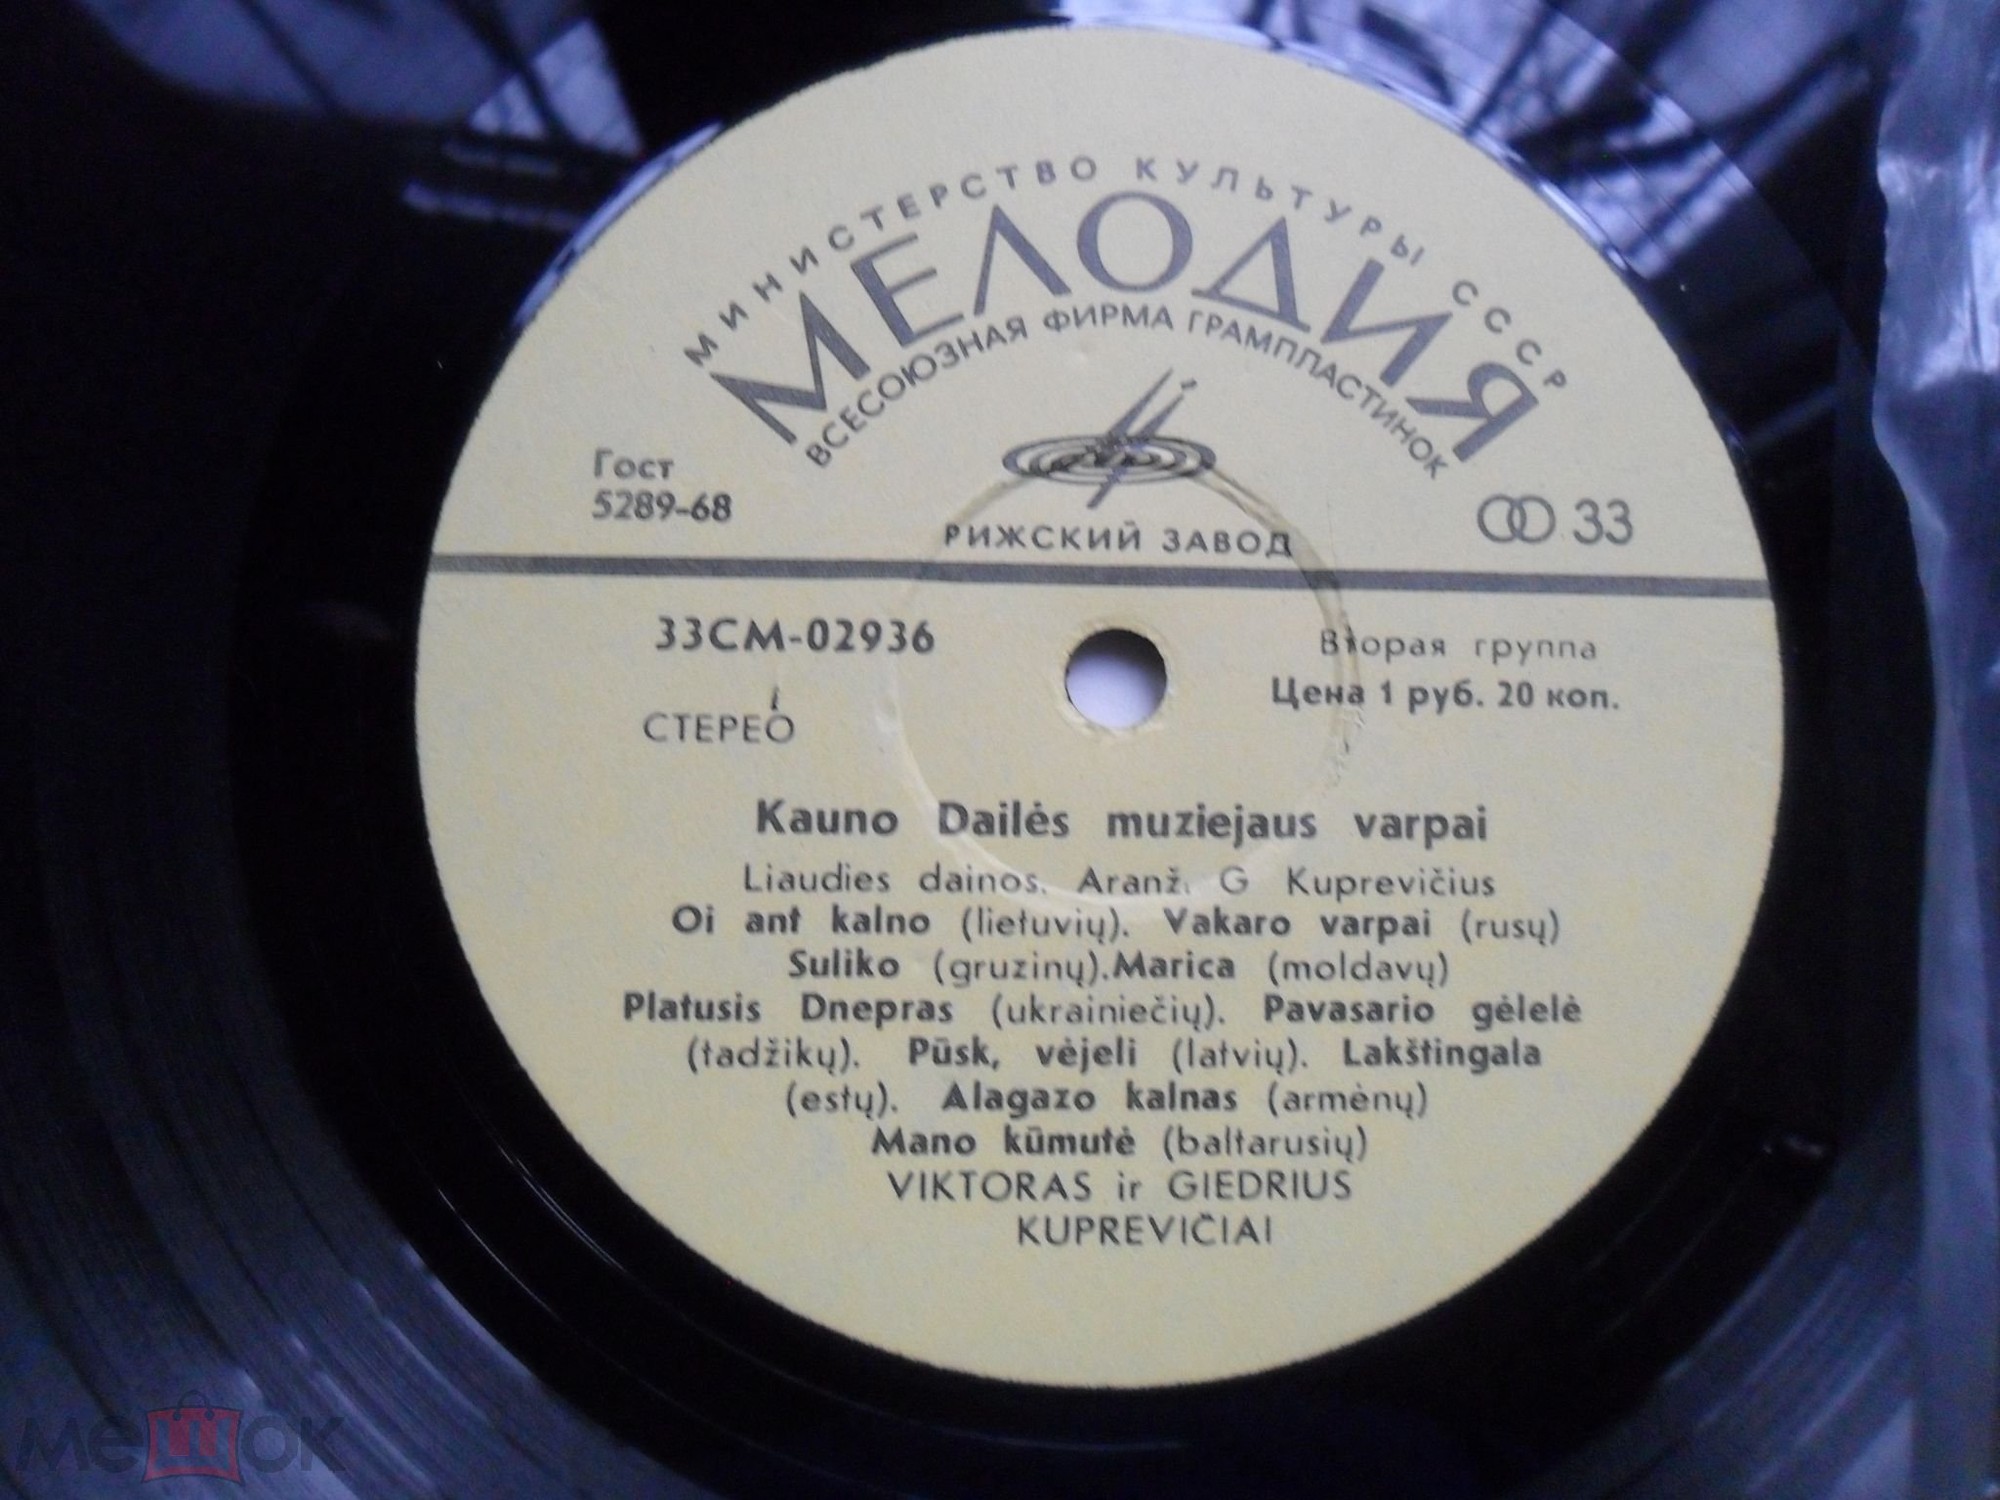 МИНИСТЕРСТВО КУЛЬТУРЫ СССР
МЕЛОДИЯ
ВСЕСОЮЗНАЯ ФИРМА ГРАМПЛАСТИНОК
Гост
5289-68
33
РИЖСКИЙ ЗАВОД
33СМ-02936
Вторая группа
Цена 1 руб. 20 коп.
СТЕРЕО
Kauno Dailės muziejaus varpai
Liaudies dainos. Aranž. G Kuprevičius
Oi ant kalno (lietuvių). Vakaro varpai (rusų)
Suliko (gruzinų). Marica (moldavų)
Platusis Dnepras (ukrainiečių). Pavasario gėlelė
(tadžikų). Pūsk, vėjeli (latvių). Lakštingala
(estų). Alagazo kalnas (armėnų)
Mano kūmutė (baltarusių)
VIKTORAS ir GIEDRIUS
KUPREVIČIAI
мешок